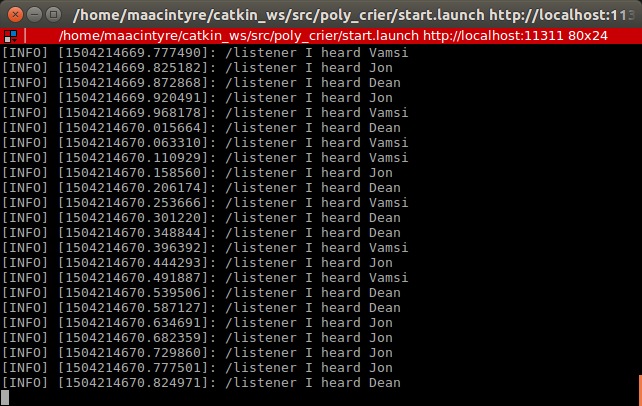 /home/maacintyre/catkin_ws/src/poly_crier/start.launch http://localhost:113
/home/maacintyre/catkin_ws/src/poly_crier/start.launch http://localhost:11311 80x24
[INFO] [1504214669.777490]: /listener I heard Vamsi
[INFO] [1504214669.825182]: /listener I heard Jon
[INFO] [1504214669.872868]: /listener I heard Dean
[INFO] [1504214669.920491]: /listener I heard Jon
[INFO] [1504214669.968178]: /listener I heard Vamsi
[INFO] [1504214670.015664]: /listener I heard Dean
[INFO] [1504214670.063310]: /listener I heard Vamsi
[INFO] [1504214670.110929]: /listener I heard Vamsi
[INFO] [1504214670.158560]: /listener I heard Jon
[INFO] [1504214670.206174]: /listener I heard Dean
[INFO] [1504214670.253666]: /listener I heard Vamsi
[INFO] [1504214670.301220]: /listener I heard Dean
[INFO] [1504214670.348844]: /listener I heard Dean
[INFO] [1504214670.396392]: /listener I heard Vamsi
[INFO] [1504214670.444293]: /listener I heard Jon
[INFO] [1504214670.491887]: /listener I heard Vamsi
[INFO] [1504214670.539506]: /listener I heard Dean
[INFO] [1504214670.587127]: /listener I heard Dean
[INFO] [1504214670.634691]: /listener I heard Jon
[INFO] [1504214670.682359]: /listener I heard Jon
[INFO] [1504214670.729860]: /listener I heard Jon
[INFO] [1504214670.777501]: /listener I heard Jon
[INFO] [1504214670.824971]: /listener I heard Dean